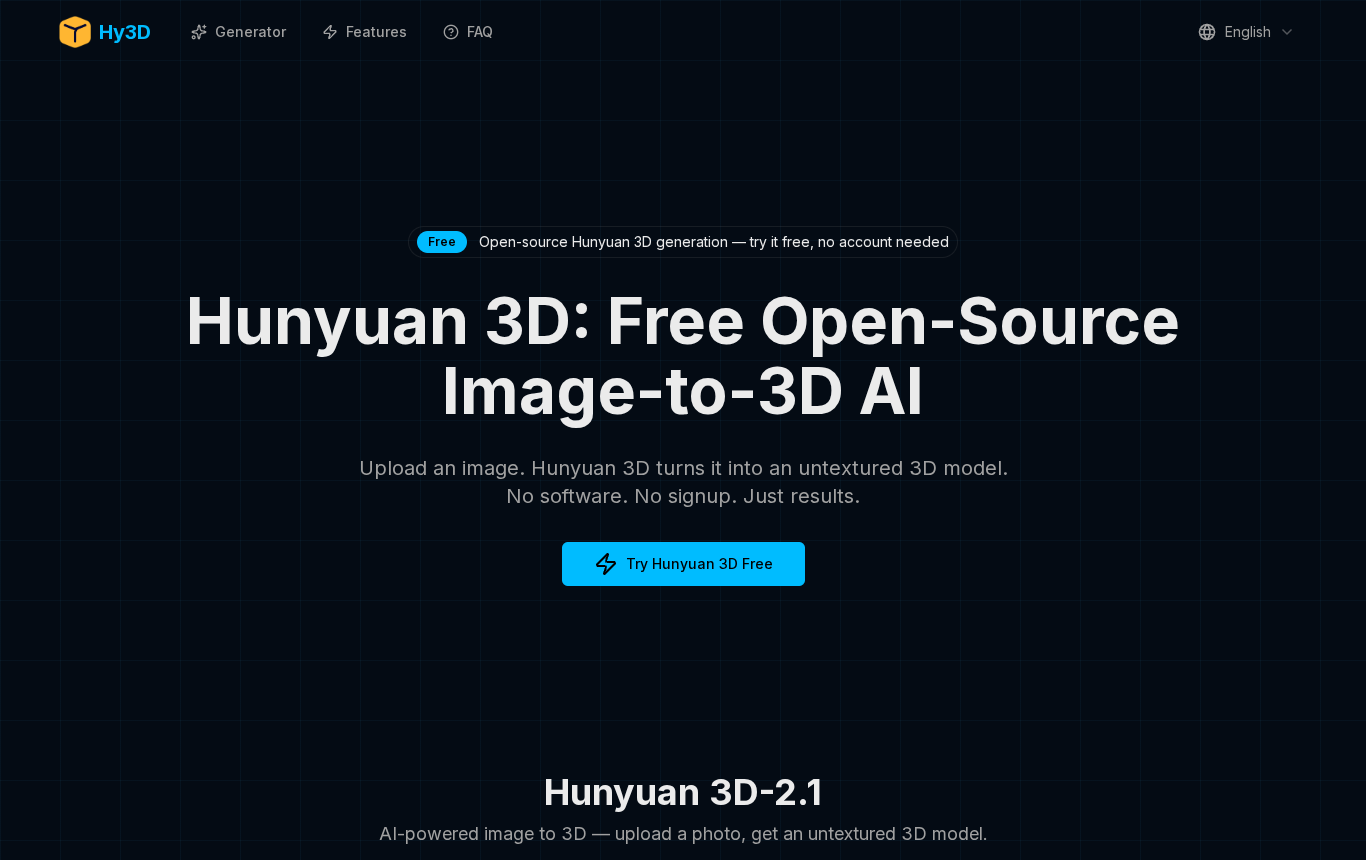 Hy3D
Generator
Features
FAQ
English
Free
Open-source Hunyuan 3D generation — try it free, no account needed
Hunyuan 3D: Free Open-Source
Image-to-3D AI
Upload an image. Hunyuan 3D turns it into an untextured 3D model.
No software. No signup. Just results.
Try Hunyuan 3D Free
Hunyuan 3D-2.1
AI-powered image to 3D — upload a photo, get an untextured 3D model.